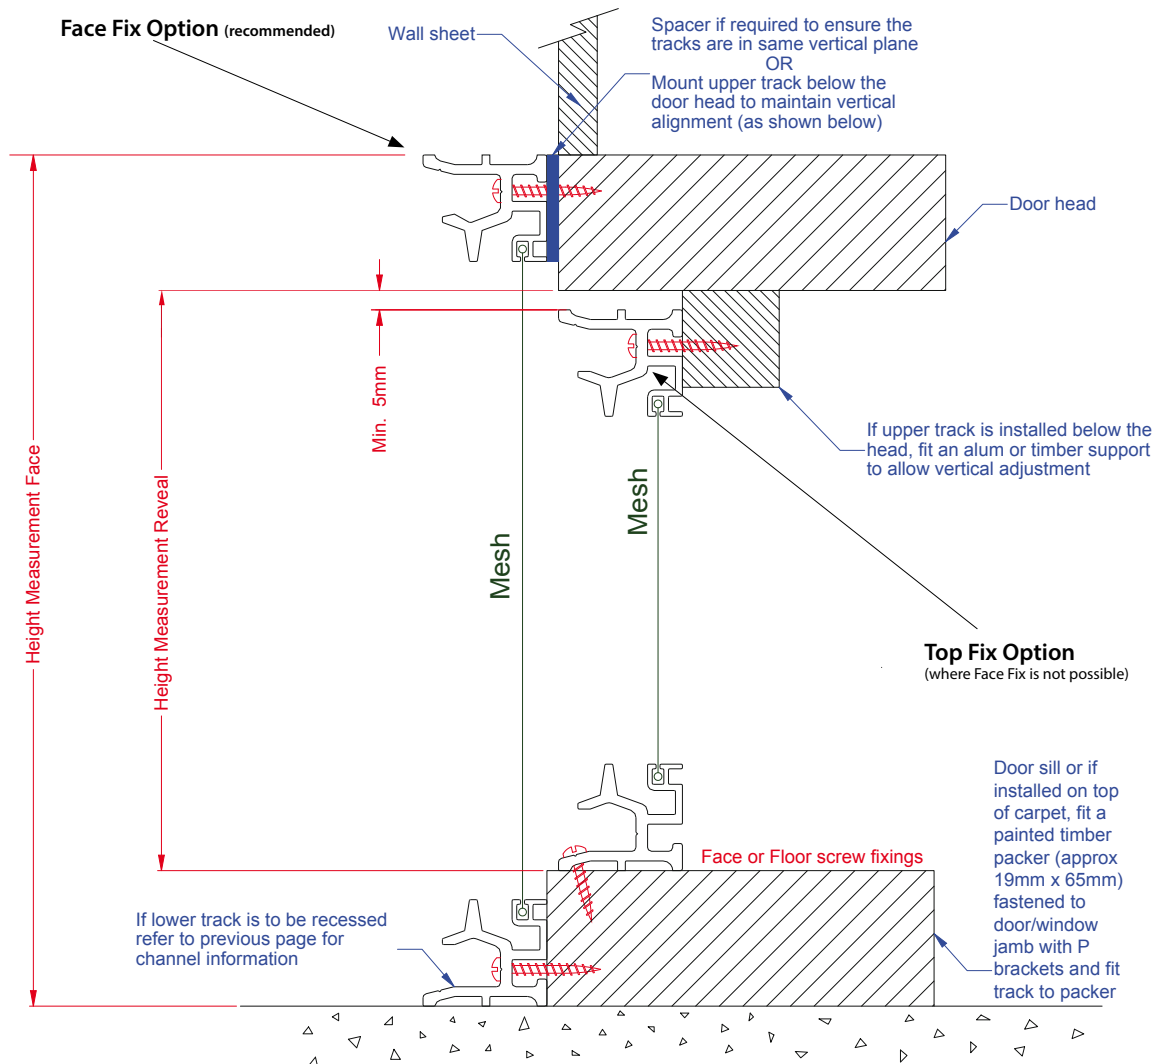 Face Fix Option (recommended)
Wall sheet
Spacer if required to ensure the
tracks are in same vertical plane
OR
Mount upper track below the
door head to maintain vertical
alignment (as shown below)
Door head
Min. 5mm
If upper track is installed below the
head, fit an alum or timber support
to allow vertical adjustment
Height Measurement Face
Height Measurement Reveal
Mesh
Mesh
Top Fix Option
(where Face Fix is not possible)
Door sill or if
installed on top
of carpet, fit a
painted timber
packer (approx
19mm x 65mm)
fastened to
door/window
jamb with P
brackets and fit
track to packer
Face or Floor screw fixings
If lower track is to be recessed
refer to previous page for
channel information